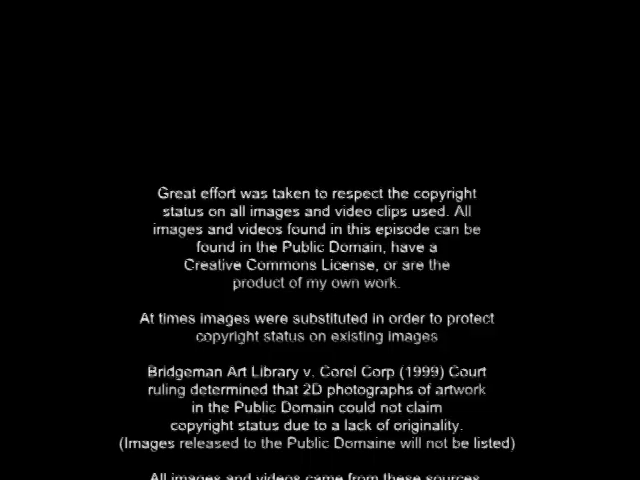 Great effort was taken to respect the copyright
status on all images and video clips used. All
images and videos found in this episode can be
found in the Public Domain, have a
Creative Commons License, or are the
product of my own work.
At times images were substituted in order to protect
copyright status on existing images
Bridgeman Art Library v. Corel Corp (1999) Court
ruling determined that 2D photographs of artwork
in the Public Domain could not claim
copyright status due to a lack of originality.
(Images released to the Public Domaine will not be listed)
All images and videos came from these sources